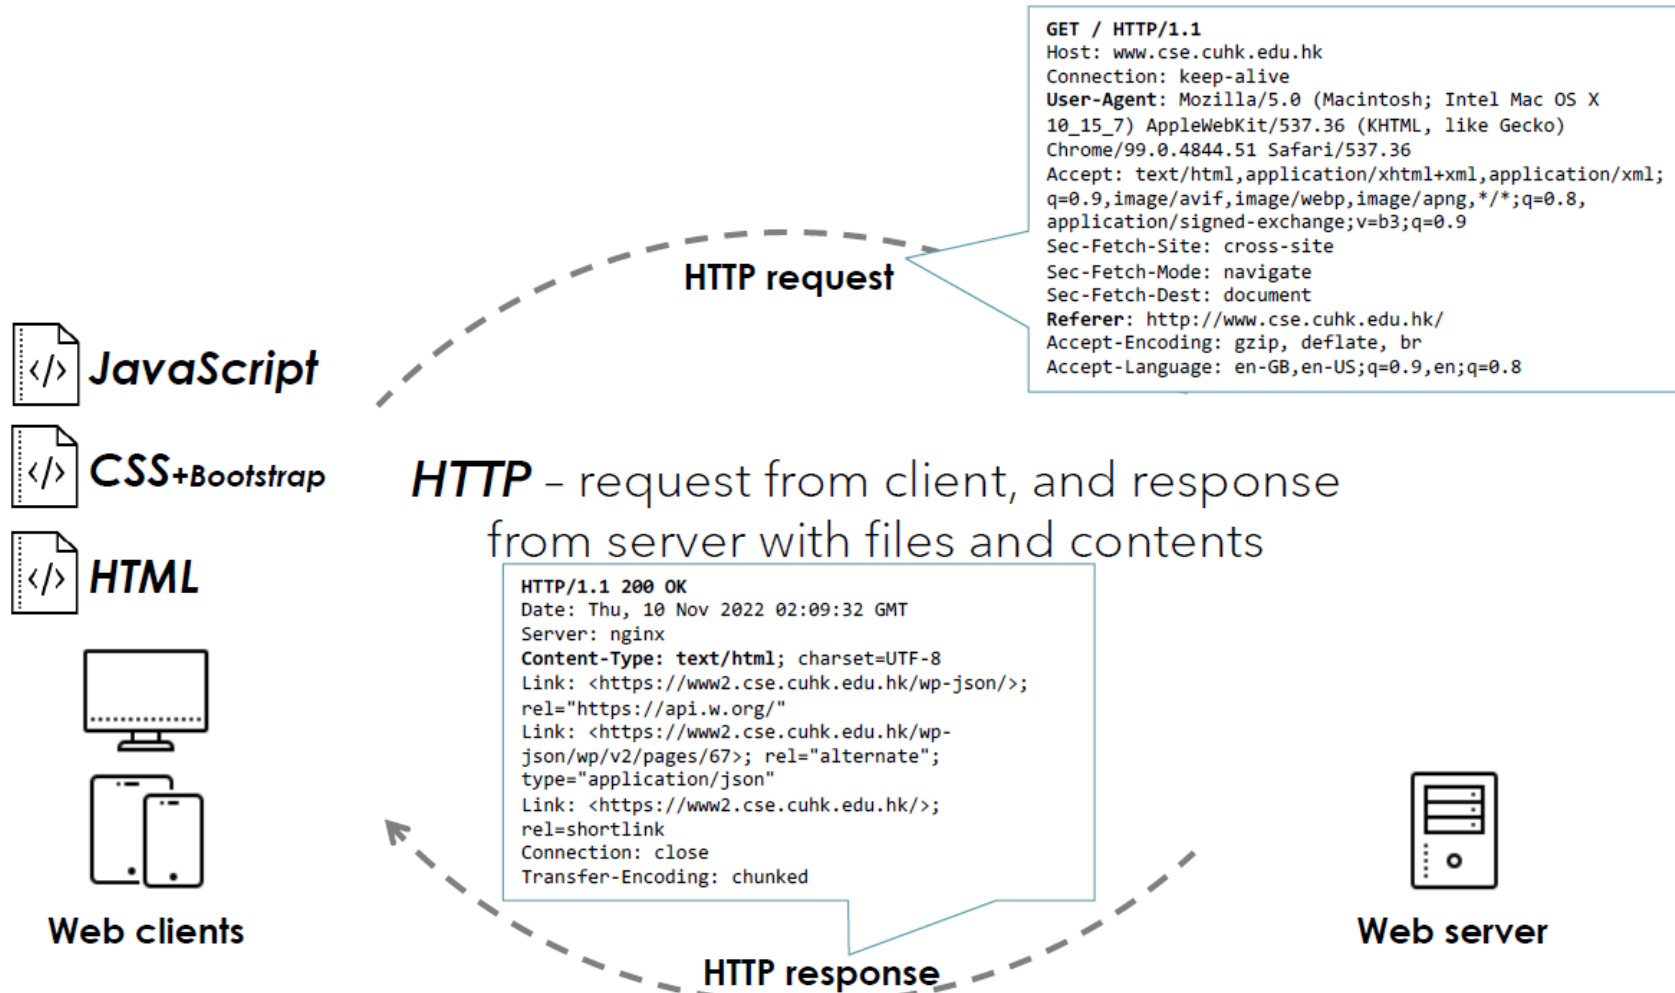 GET / HTTP/1.1
Host: www.cse.cuhk.edu.hk
Connection: keep-alive
User-Agent: Mozilla/5.0 (Macintosh; Intel Mac OS X
10_15_7) AppleWebKit/537.36 (KHTML, like Gecko)
Chrome/99.0.4844.51 Safari/537.36
Accept: text/html,application/xhtml+xml,application/xml;
q=0.9,image/avif,image/webp,image/apng,*/*;q=0.8,
application/signed-exchange;v=b3;q=0.9
Sec-Fetch-Site: cross-site
Sec-Fetch-Mode: navigate
Sec-Fetch-Dest: document
Referer: http://www.cse.cuhk.edu.hk/
Accept-Encoding: gzip, deflate, br
Accept-Language: en-GB,en-US;q=0.9,en;q=0.8
HTTP request
</> JavaScript
</> CSS+Bootstrap
</> HTML
HTTP – request from client, and response
from server with files and contents
HTTP/1.1 200 OK
Date: Thu, 10 Nov 2022 02:09:32 GMT
Server: nginx
Content-Type: text/html; charset=UTF-8
Link: <https://www2.cse.cuhk.edu.hk/wp-json/>;
rel="https://api.w.org/"
Link: <https://www2.cse.cuhk.edu.hk/wp-
json/wp/v2/pages/67>; rel="alternate";
type="application/json"
Link: <https://www2.cse.cuhk.edu.hk/>;
rel=shortlink
Connection: close
Transfer-Encoding: chunked
Web clients
Web server
HTTP response